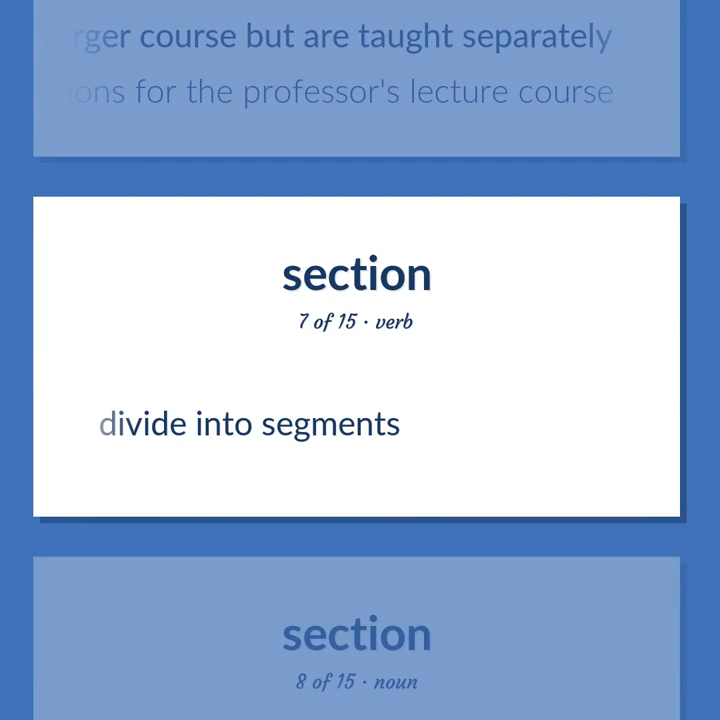 course but are taught separately
for the professor's lecture course
section
7 of 15 · verb
divide into segments
section
8 of 15 · noun